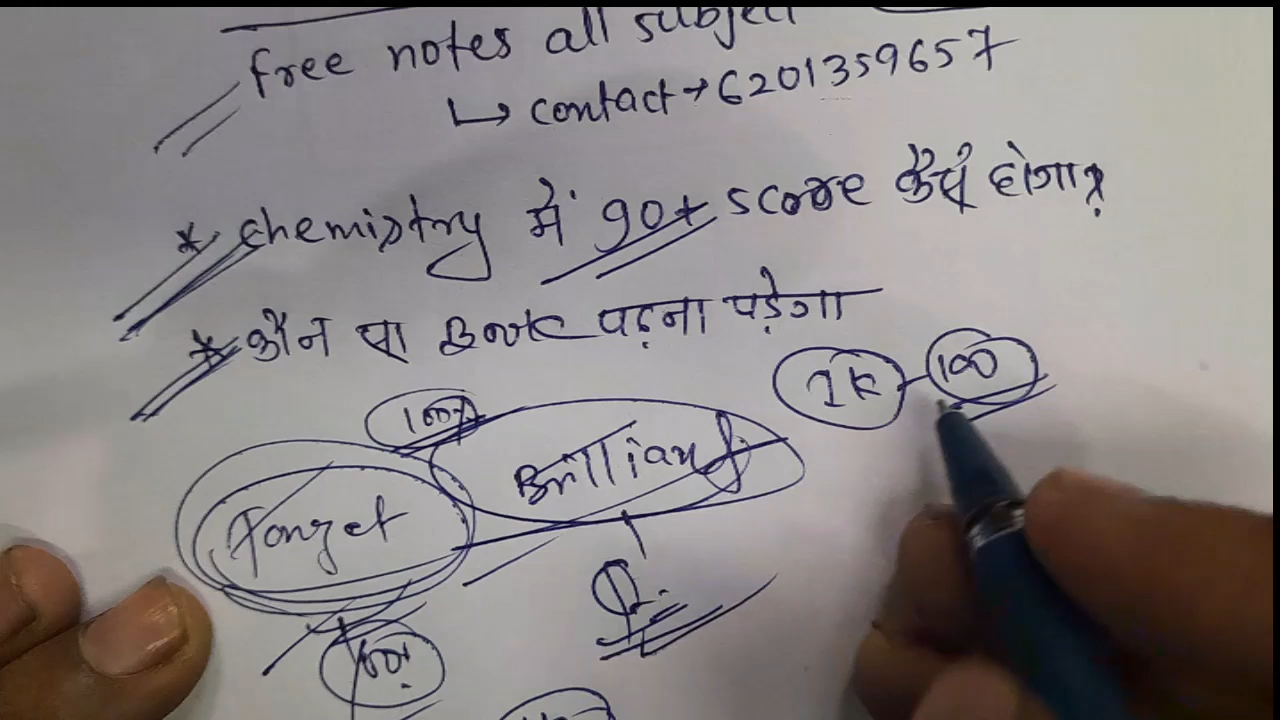 free notes all subject
↳ contact → 6201359657
* chemistry में 90+ score कैसे होगा?
* कौन सा Book पढ़ना पड़ेगा
1K - 100
100%
Brilliant
Target